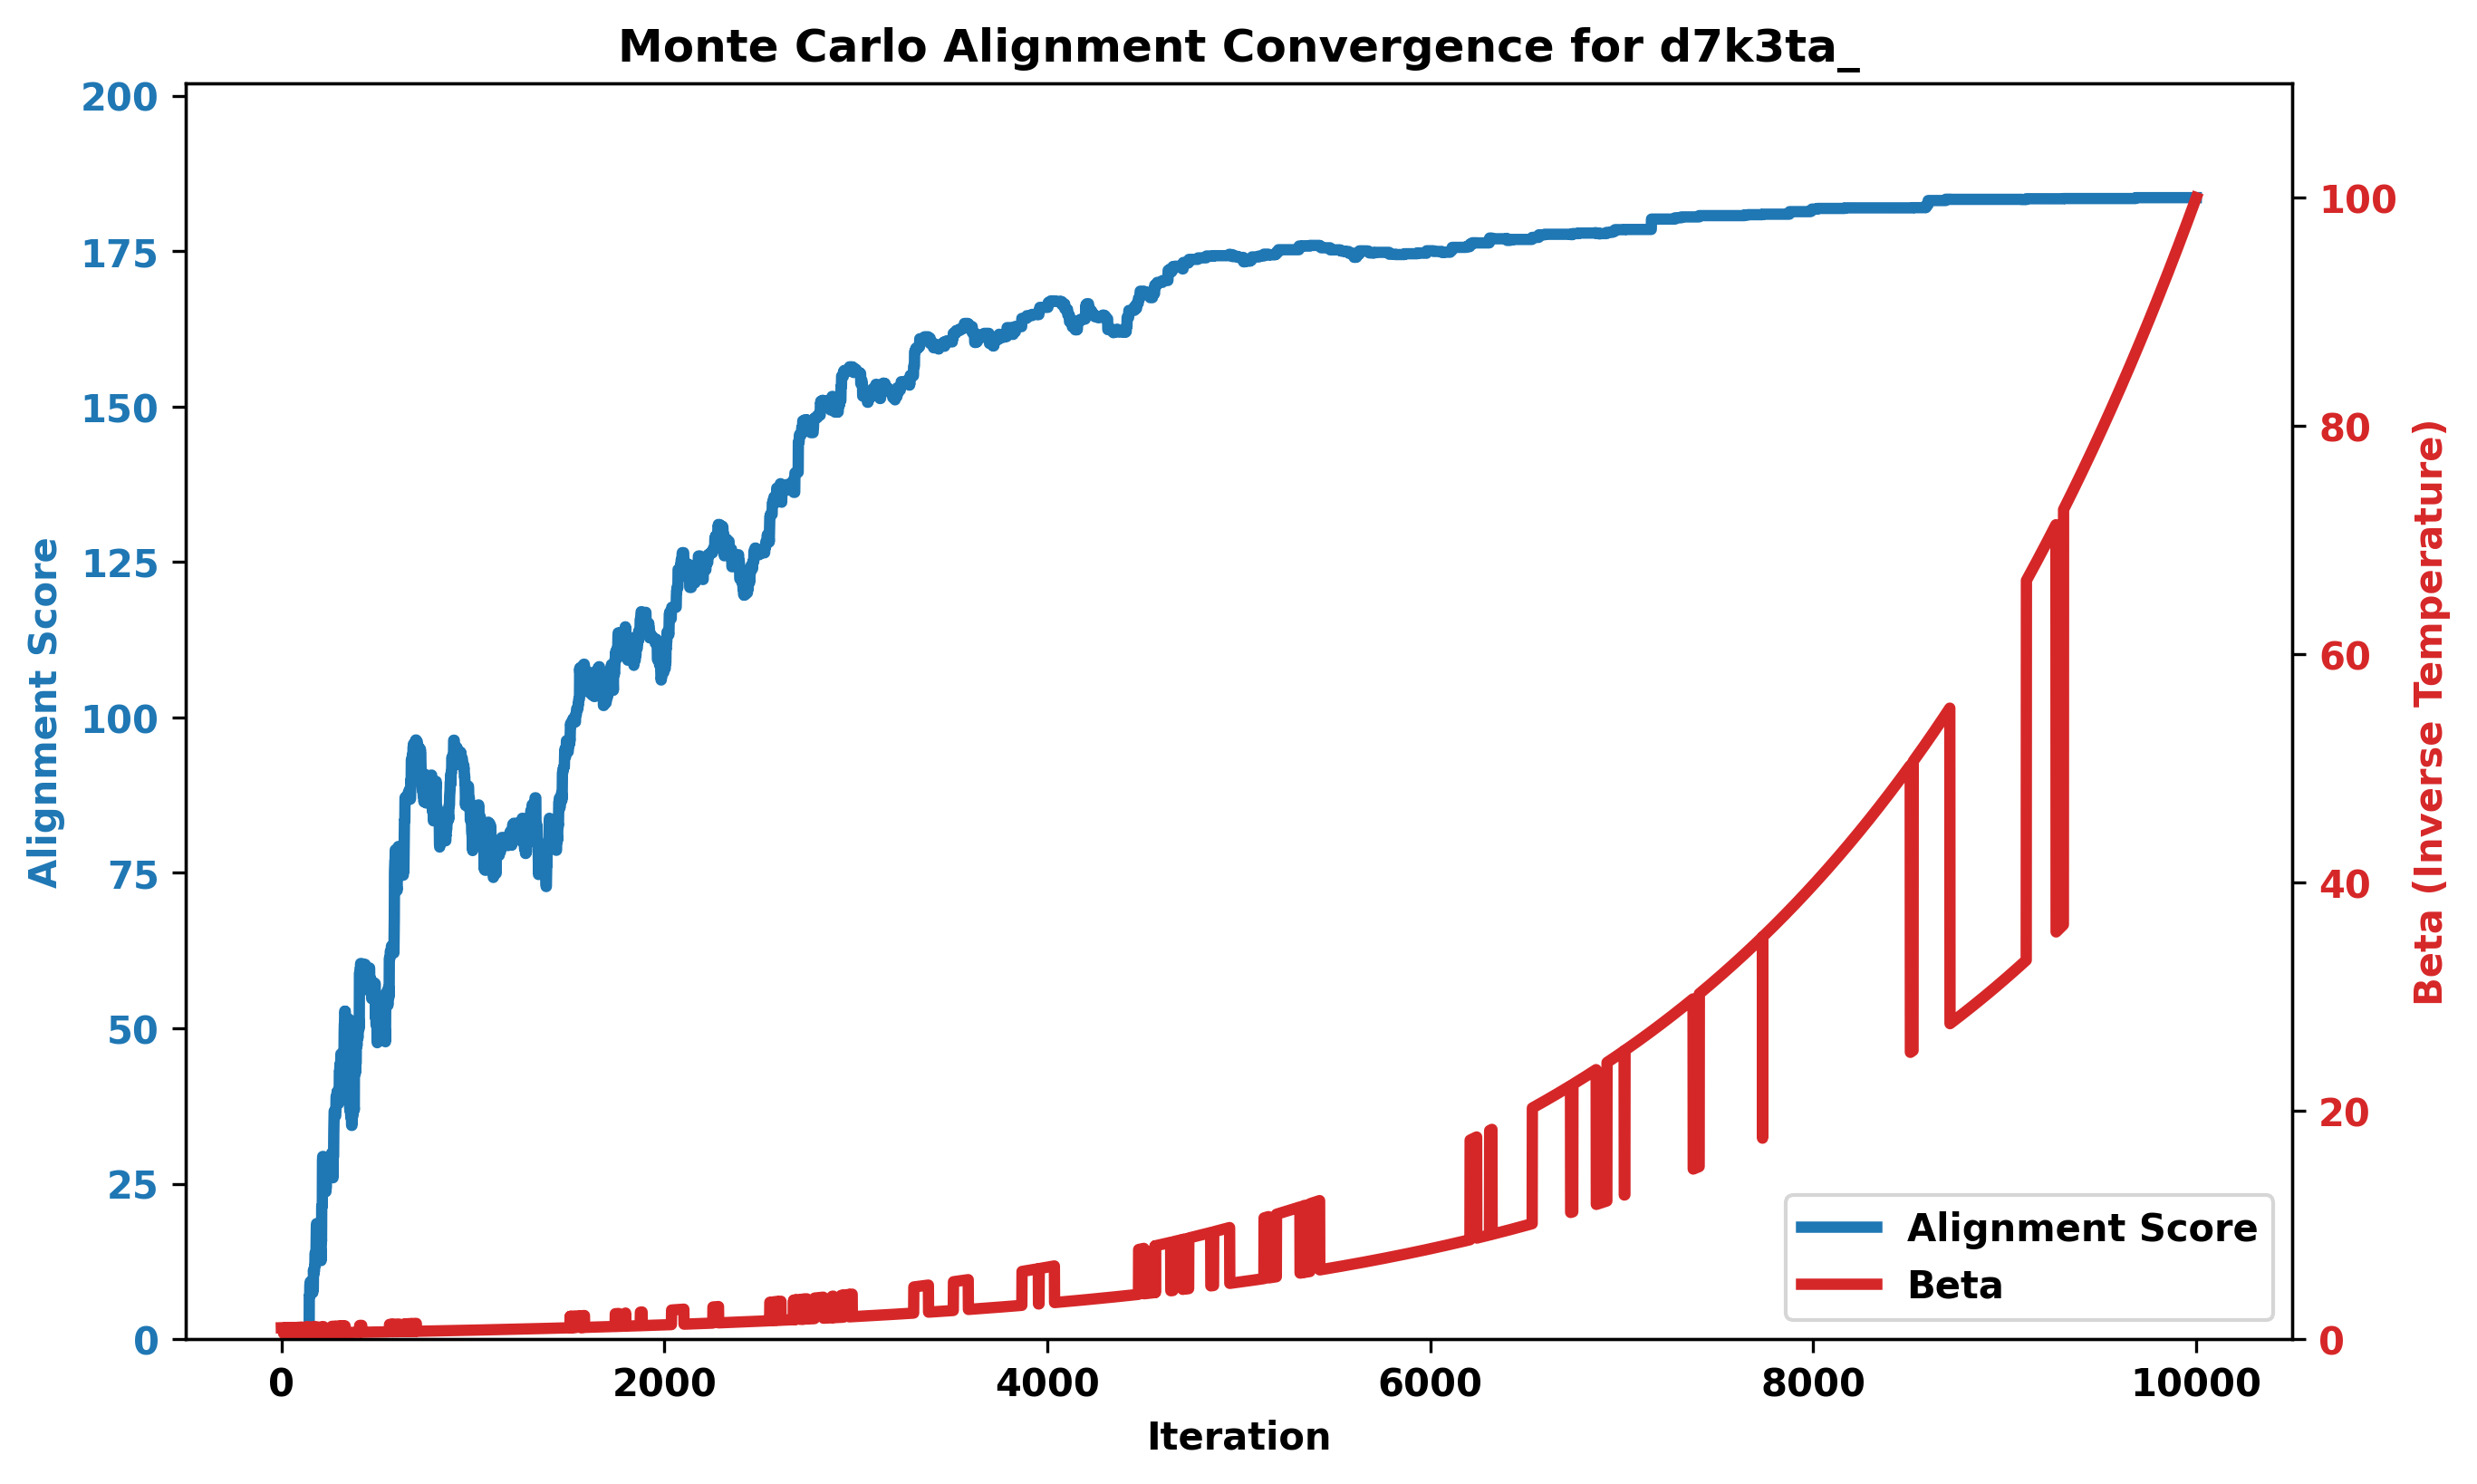 Monte Carlo Alignment Convergence for d7k3ta_
200
175
150
125
100
75
50
25
0
Alignment Score
100
80
60
40
20
0
Beta (Inverse Temperature)
Alignment Score
Beta
0 2000 4000 6000 8000 10000
Iteration